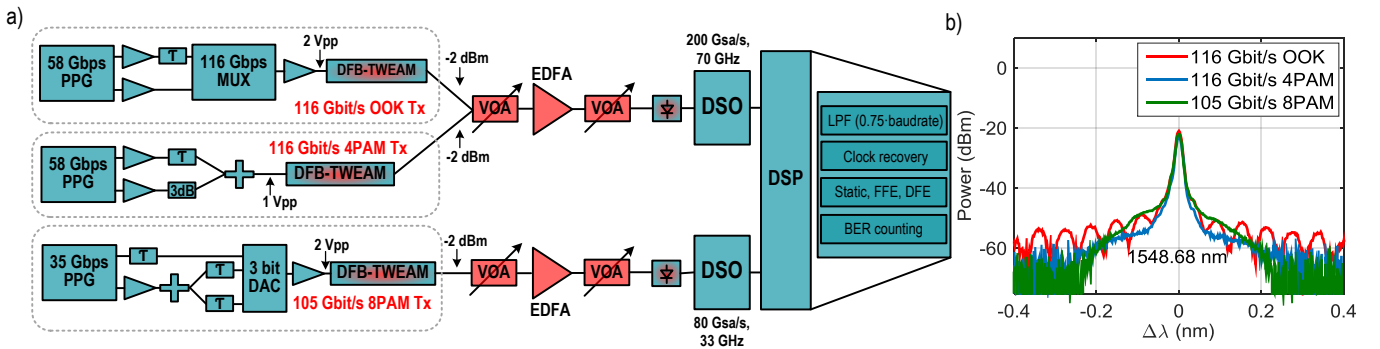 a)
58 Gbps
PPG
τ
116 Gbps
MUX
2 Vpp
DFB-TWEAM
116 Gbit/s OOK Tx
-2 dBm
58 Gbps
PPG
τ
3dB
1 Vpp
116 Gbit/s 4PAM Tx
DFB-TWEAM
-2 dBm
VOA
EDFA
VOA
200 Gsa/s,
70 GHz
DSO
35 Gbps
PPG
τ
τ
τ
3 bit
DAC
2 Vpp
DFB-TWEAM
105 Gbit/s 8PAM Tx
-2 dBm
VOA
EDFA
VOA
DSO
80 Gsa/s,
33 GHz
DSP
LPF (0.75·baudrate)
Clock recovery
Static, FFE, DFE
BER counting
b)
116 Gbit/s OOK
116 Gbit/s 4PAM
105 Gbit/s 8PAM
Power (dBm)
0
-20
-40
-60
1548.68 nm
-0.4
-0.2
0
0.2
0.4
Δλ (nm)